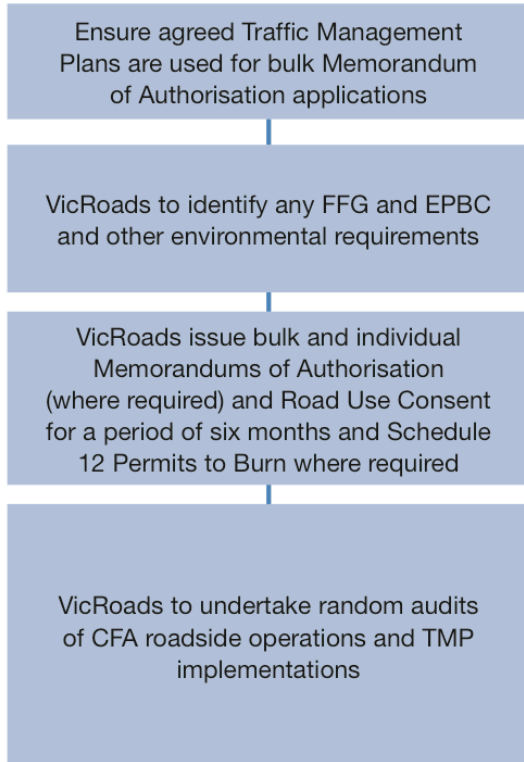 Ensure agreed Traffic Management
Plans are used for bulk Memorandum
of Authorisation applications
VicRoads to identify any FFG and EPBC
and other environmental requirements
VicRoads issue bulk and individual
Memorandums of Authorisation
(where required) and Road Use Consent
for a period of six months and Schedule
12 Permits to Burn where required
VicRoads to undertake random audits
of CFA roadside operations and TMP
implementations